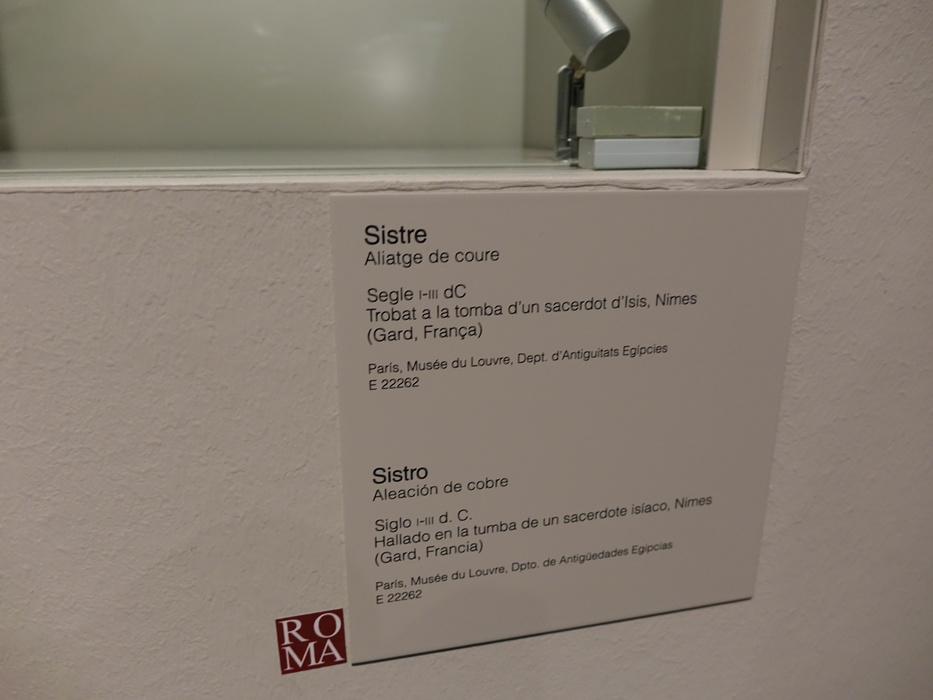 Sistre
Aliatge de coure
Segle I-III dC
Trobat a la tomba d'un sacerdot d'Isis, Nimes
(Gard, França)
París, Musée du Louvre, Dept. d'Antiguitats Egípcies
E 22262
Sistro
Aleación de cobre
Siglo I-III d. C.
Hallado en la tumba de un sacerdote isíaco, Nimes
(Gard, Francia)
París, Musée du Louvre, Dpto. de Antigüedades Egipcias
E 22262
RO
MA